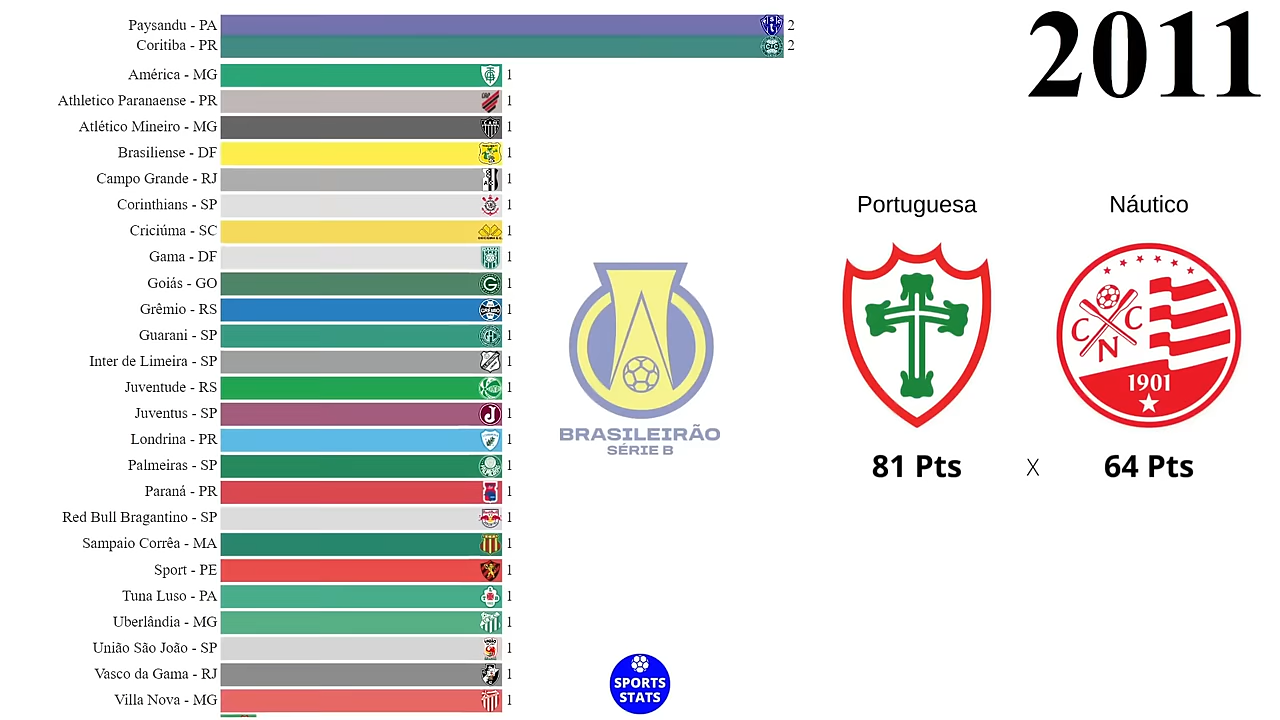 Paysandu - PA 2
Coritiba - PR 2
América - MG 1
Athletico Paranaense - PR 1
Atlético Mineiro - MG 1
Brasiliense - DF 1
Campo Grande - RJ 1
Corinthians - SP 1
Criciúma - SC 1
Gama - DF 1
Goiás - GO 1
Grêmio - RS 1
Guarani - SP 1
Inter de Limeira - SP 1
Juventude - RS 1
Juventus - SP 1
Londrina - PR 1
Palmeiras - SP 1
Paraná - PR 1
Red Bull Bragantino - SP 1
Sampaio Corrêa - MA 1
Sport - PE 1
Tuna Luso - PA 1
Uberlândia - MG 1
União São João - SP 1
Vasco da Gama - RJ 1
Villa Nova - MG 1
BRASILEIRÃO
SÉRIE B
SPORTS
STATS
2011
Portuguesa Náutico
C C
N
1901
81 Pts X 64 Pts